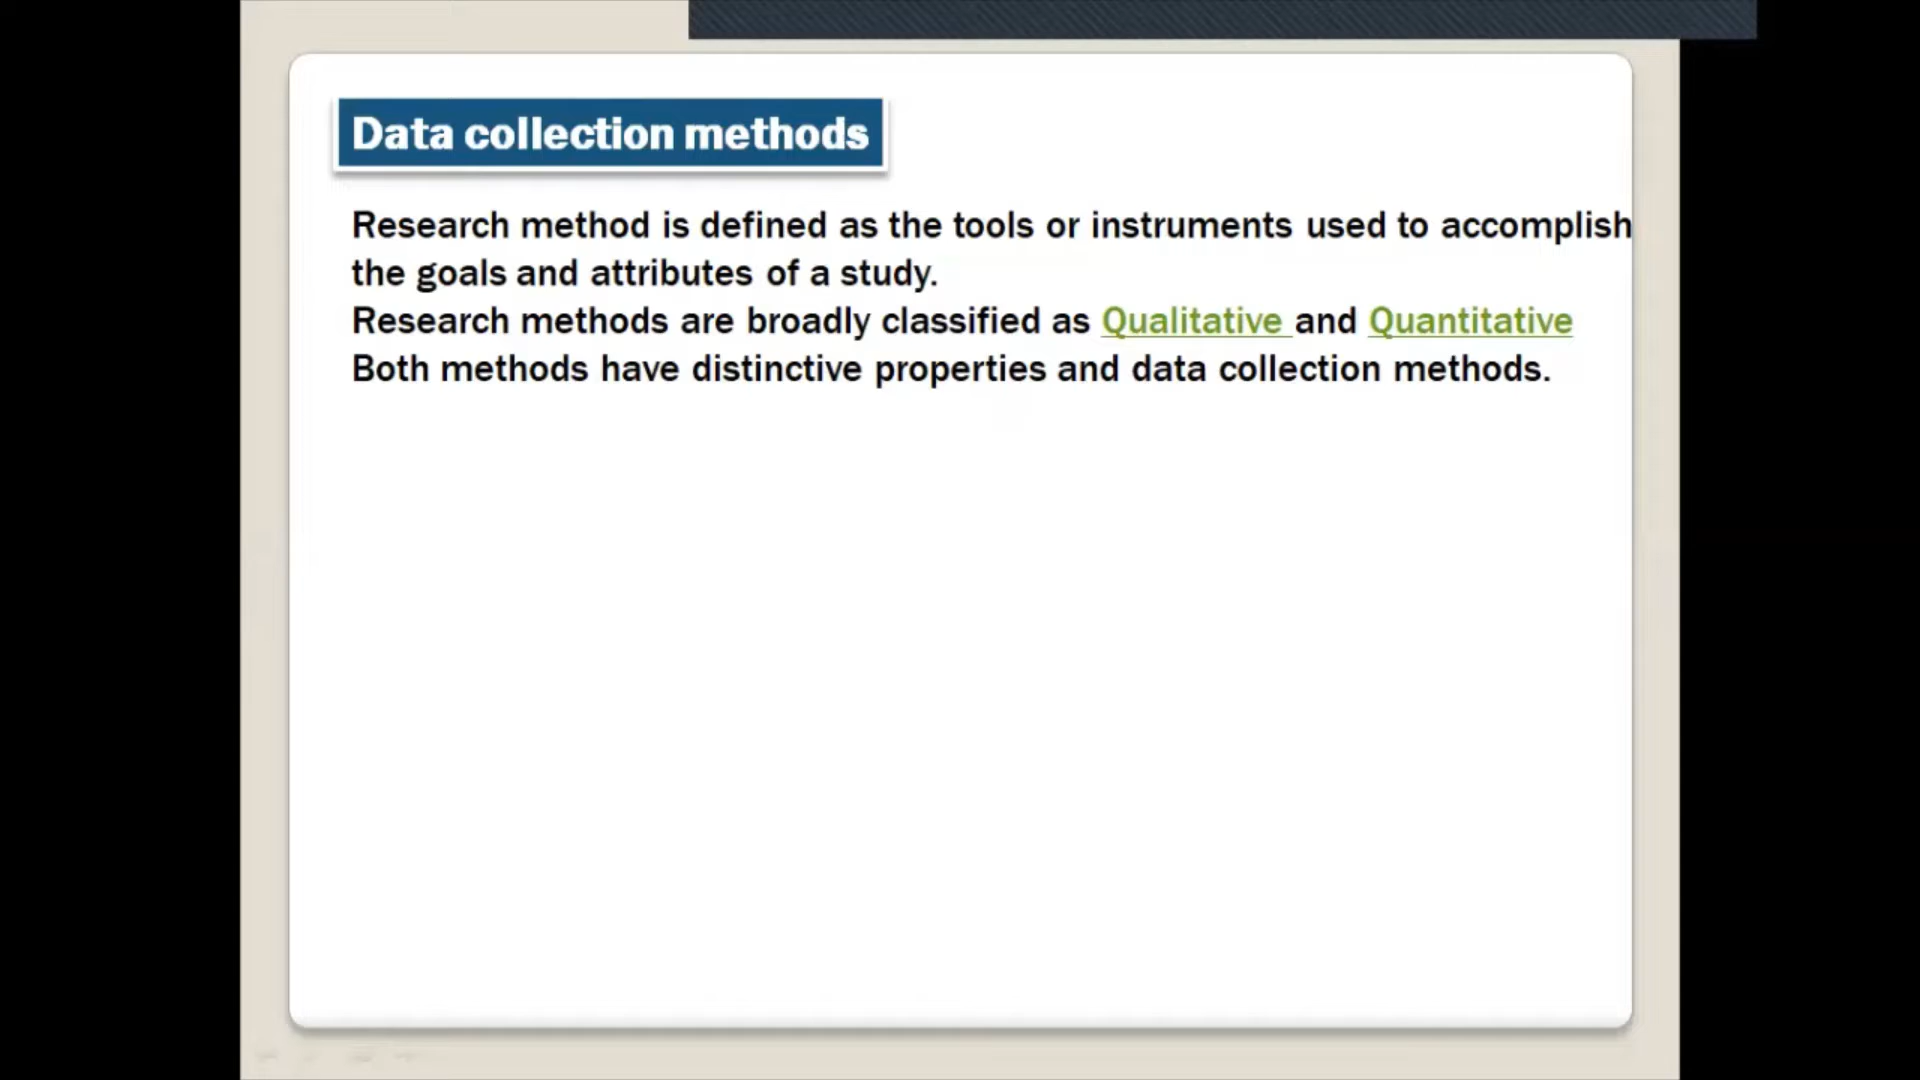 Data collection methods
Research method is defined as the tools or instruments used to accomplish
the goals and attributes of a study.
Research methods are broadly classified as Qualitative and Quantitative
Both methods have distinctive properties and data collection methods.